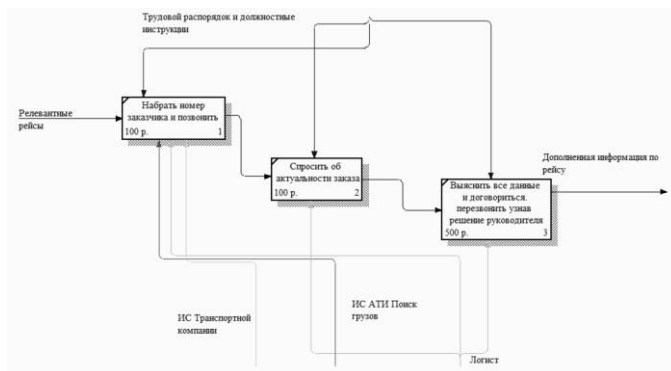 Трудовой распорядок и должностные
инструкции
Релевантные
рейсы
Набрать номер
заказчика и позвонить
100 р. 1
Спросить об
актуальности заказа
100 р. 2
Дополненная информация по
рейсу
Выяснить все данные
и договориться.
перезвонить узнав
решение руководителя
500 р. 3
ИС Транспортной
компании
ИС АТИ Поиск
грузов
Логист